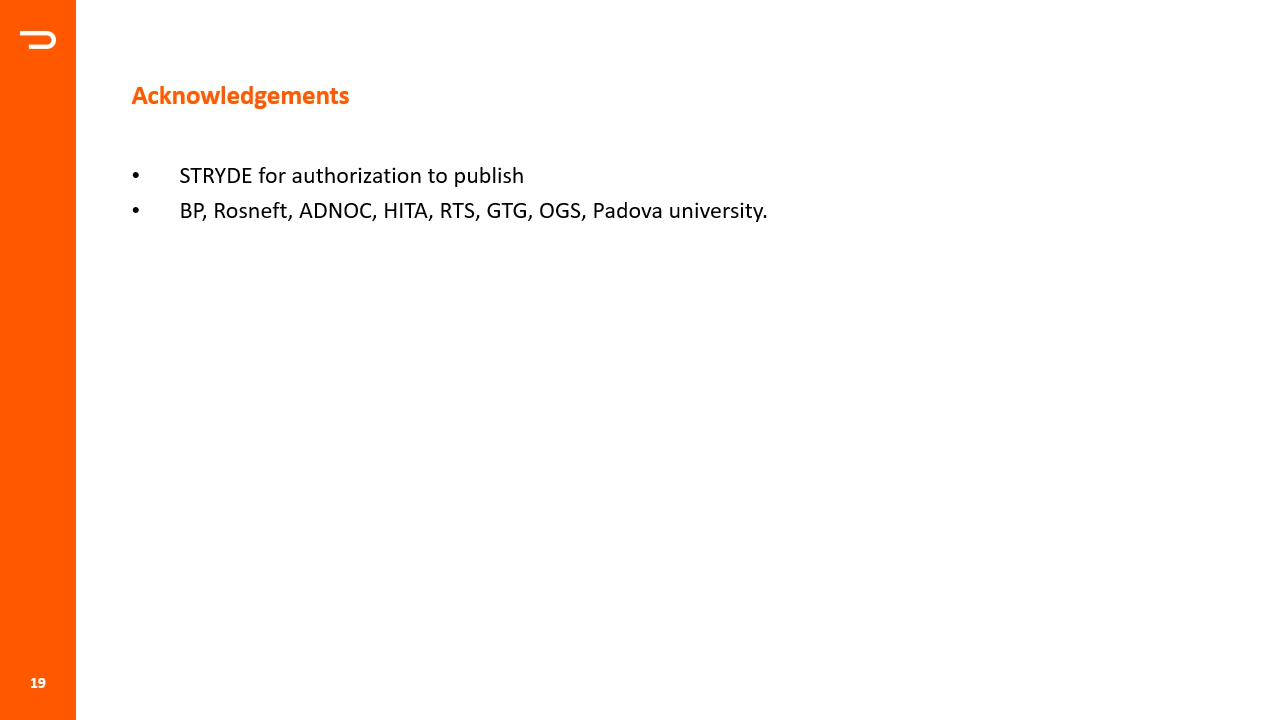 Acknowledgements
• STRYDE for authorization to publish
• BP, Rosneft, ADNOC, HITA, RTS, GTG, OGS, Padova university.
19